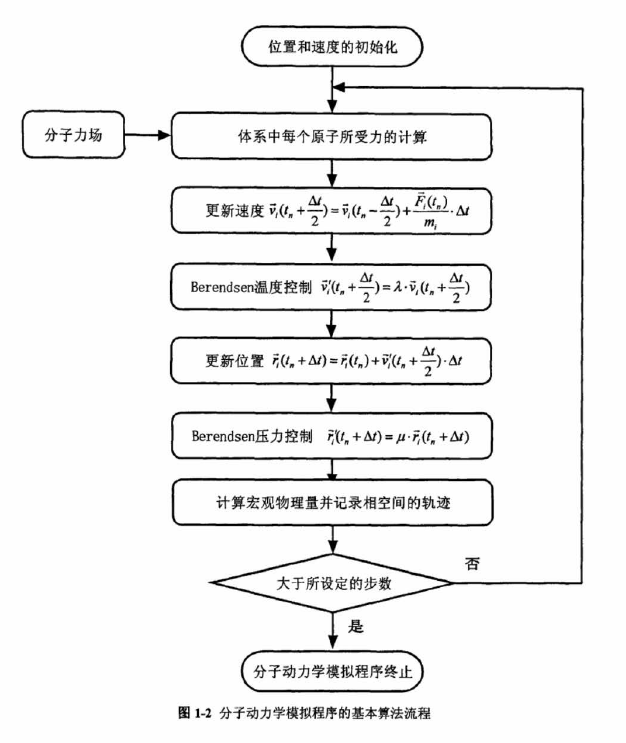 位置和速度的初始化
分子力场
体系中每个原子所受力的计算
更新速度 $\vec{v}_i(t_n+\frac{\Delta t}{2})=\vec{v}_i(t_n-\frac{\Delta t}{2})+\frac{\vec{F}_i(t_n)}{m_i}\cdot\Delta t$
Berendsen温度控制 $\vec{v}_i'(t_n+\frac{\Delta t}{2})=\lambda\cdot\vec{v}_i(t_n+\frac{\Delta t}{2})$
更新位置 $\vec{r}_i(t_n+\Delta t)=\vec{r}_i(t_n)+\vec{v}_i'(t_n+\frac{\Delta t}{2})\cdot\Delta t$
Berendsen压力控制 $\vec{r}_i'(t_n+\Delta t)=\mu\cdot\vec{r}_i(t_n+\Delta t)$
计算宏观物理量并记录相空间的轨迹
否
大于所设定的步数
是
分子动力学模拟程序终止
图 1-2 分子动力学模拟程序的基本算法流程